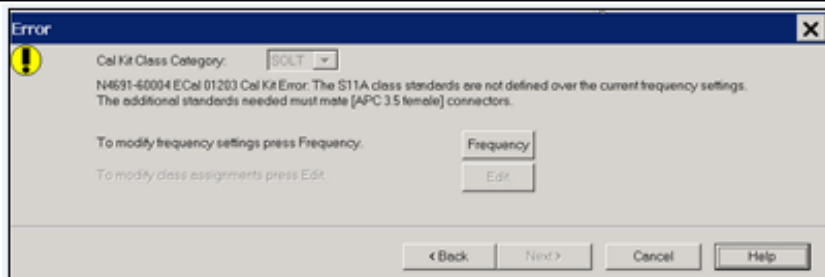 Error
Cal Kit Class Category: SOLT
N4691-60004 ECal 01203 Cal Kit Error: The S11A class standards are not defined over the current frequency settings.
The additional standards needed must mate [APC 3.5 female] connectors.
To modify frequency settings press Frequency. Frequency
To modify class assignments press Edit. Edit
< Back Next > Cancel Help